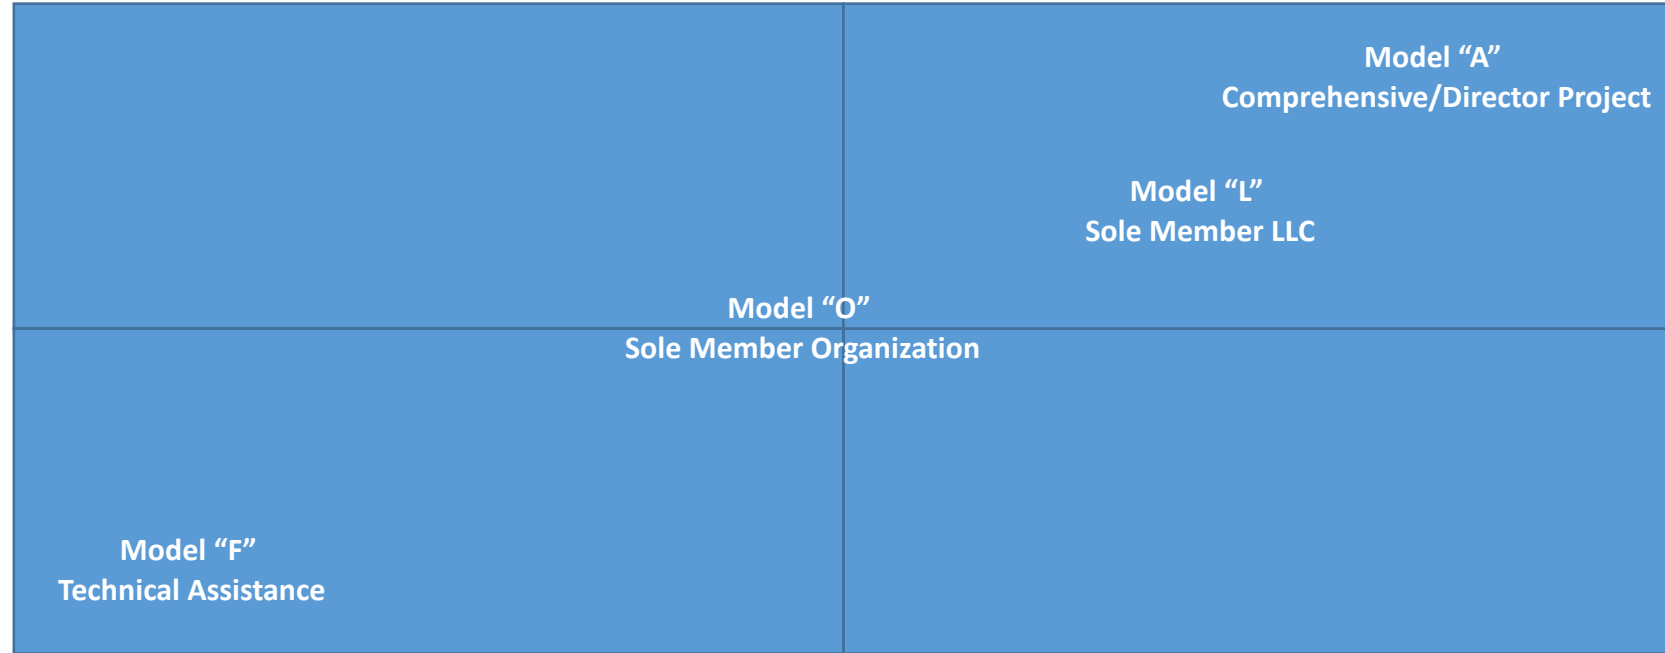 Model “A”
Comprehensive/Director Project
Model “L”
Sole Member LLC
Model “O”
Sole Member Organization
Model “F”
Technical Assistance